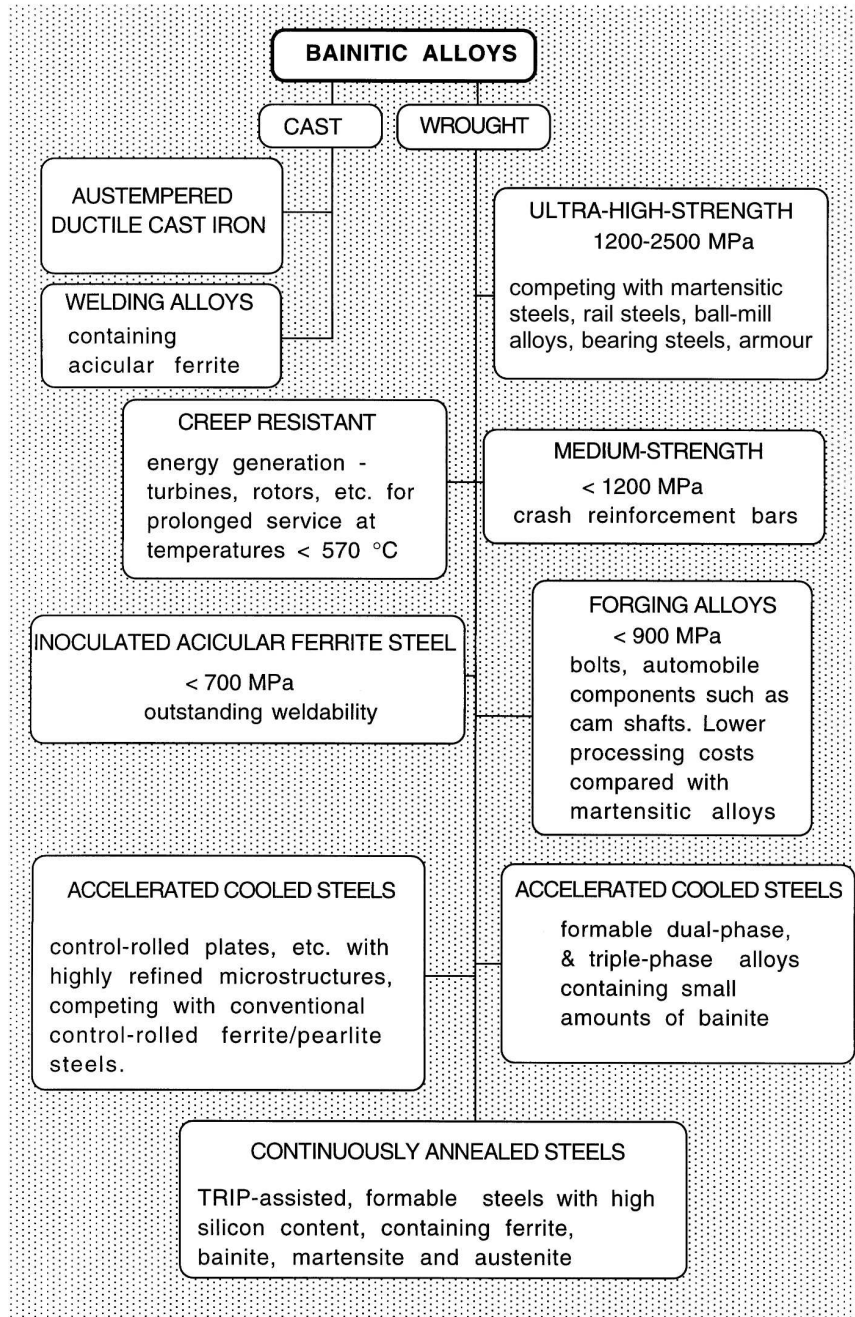 BAINITIC ALLOYS
CAST
WROUGHT
AUSTEMPERED
DUCTILE CAST IRON
ULTRA-HIGH-STRENGTH
1200-2500 MPa
competing with martensitic
steels, rail steels, ball-mill
alloys, bearing steels, armour
WELDING ALLOYS
containing
acicular ferrite
CREEP RESISTANT
energy generation -
turbines, rotors, etc. for
prolonged service at
temperatures < 570 °C
MEDIUM-STRENGTH
< 1200 MPa
crash reinforcement bars
FORGING ALLOYS
< 900 MPa
bolts, automobile
components such as
cam shafts. Lower
processing costs
compared with
martensitic alloys
INOCULATED ACICULAR FERRITE STEEL
< 700 MPa
outstanding weldability
ACCELERATED COOLED STEELS
control-rolled plates, etc. with
highly refined microstructures,
competing with conventional
control-rolled ferrite/pearlite
steels.
ACCELERATED COOLED STEELS
formable dual-phase,
& triple-phase alloys
containing small
amounts of bainite
CONTINUOUSLY ANNEALED STEELS
TRIP-assisted, formable steels with high
silicon content, containing ferrite,
bainite, martensite and austenite